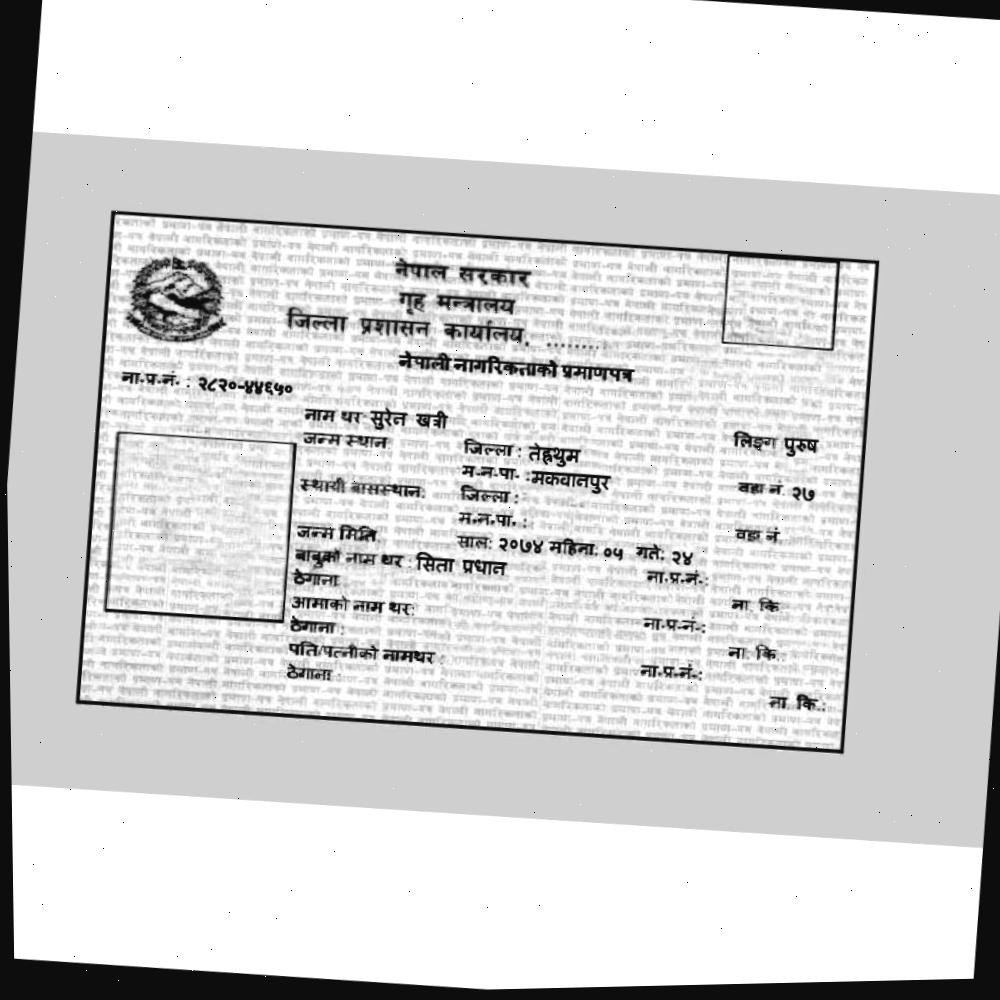 नेपाल सरकार
गृह मन्त्रालय
जिल्ला प्रशासन कार्यालय, .........
नेपाली नागरिकताको प्रमाणपत्र
ना.प्र.नं. : २८२०-४४६५०
नाम थर सुरेन खत्री लिङ्ग पुरुष
जन्म स्थान: जिल्ला : तेह्रथुम
म.न.पा. :मकवानपुर वडा नं. २७
स्थायी बासस्थान: जिल्ला :
म.न.पा. : वडा नं.
जन्म मिति: साल: २०७४ महिना: ०५ गते: २४
बाबुको नाम थर : सिता प्रधान ना.प्र.नं.:
ठेगाना ना. कि
आमाको नाम थर: ना.प्र.नं.:
ठेगाना : ना. कि.:
पति/पत्नीको नामथर : ना.प्र.नं.:
ठेगाना : ना. कि.: